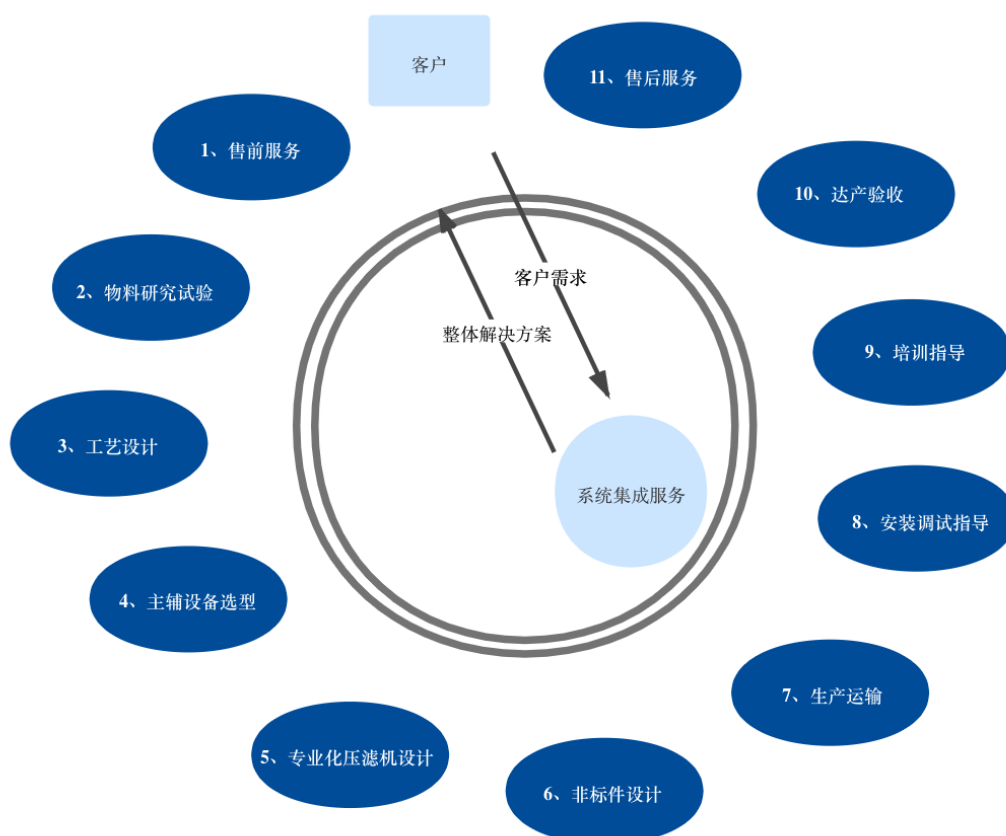 客户
11、售后服务
1、售前服务
10、达产验收
2、物料研究试验
客户需求
整体解决方案
9、培训指导
3、工艺设计
系统集成服务
8、安装调试指导
4、主辅设备选型
7、生产运输
5、专业化压滤机设计
6、非标件设计